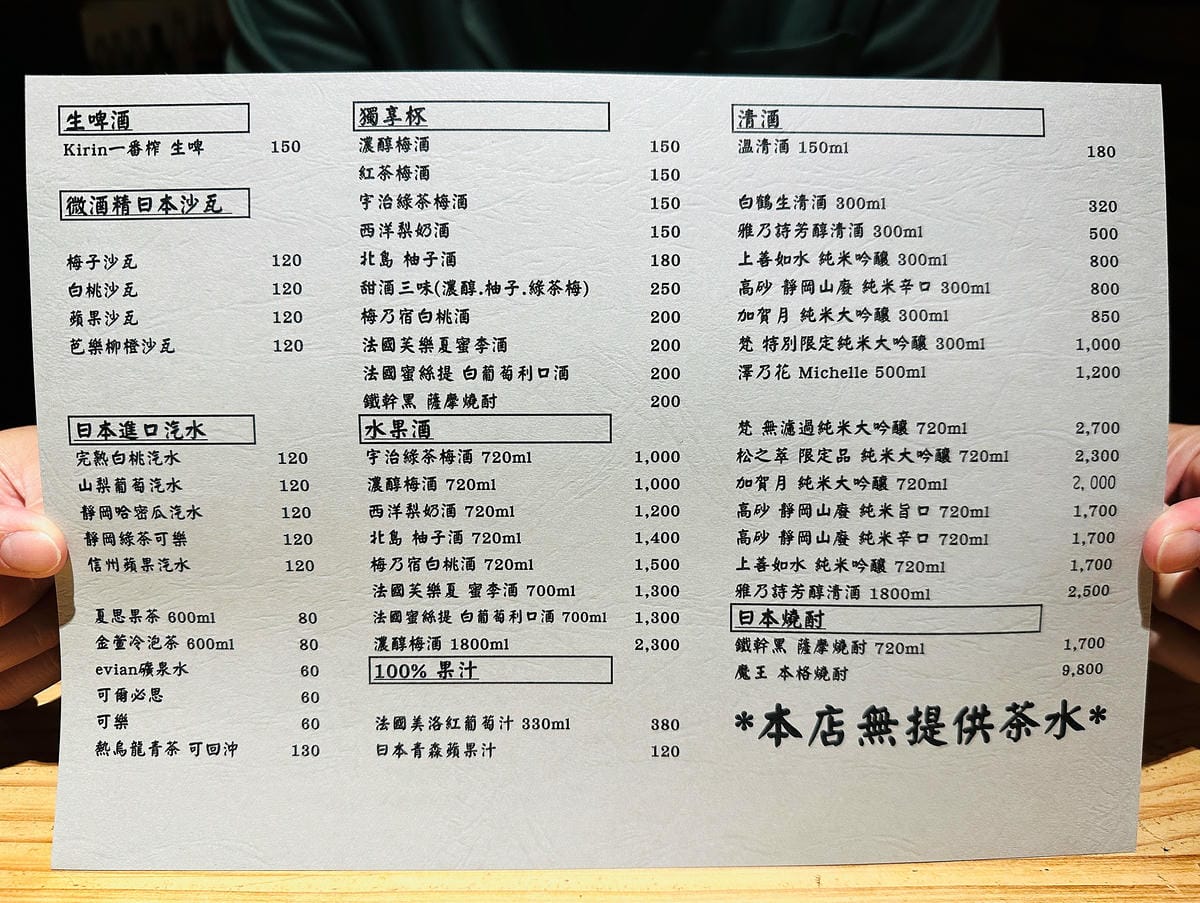 生啤酒
Kirin一番榨 生啤 150
微酒精日本沙瓦
梅子沙瓦 120
白桃沙瓦 120
蘋果沙瓦 120
芭樂柳橙沙瓦 120
日本進口汽水
完熟白桃汽水 120
山梨葡萄汽水 120
靜岡哈密瓜汽水 120
靜岡綠茶可樂 120
信州蘋果汽水 120
夏思果茶 600ml 80
金萱冷泡茶 600ml 80
evian礦泉水 60
可爾必思 60
可樂 60
熱烏龍青茶 可回沖 130
獨享杯
濃醇梅酒 150
紅茶梅酒 150
宇治綠茶梅酒 150
西洋梨奶酒 150
北島 柚子酒 180
甜酒三味(濃醇.柚子.綠茶梅) 250
梅乃宿白桃酒 200
法國芙樂夏蜜李酒 200
法國蜜絲提 白葡萄利口酒 200
鐵幹黑 薩摩燒酎 200
水果酒
宇治綠茶梅酒 720ml 1,000
濃醇梅酒 720ml 1,000
西洋梨奶酒 720ml 1,200
北島 柚子酒 720ml 1,400
梅乃宿白桃酒 720ml 1,500
法國芙樂夏 蜜李酒 700ml 1,300
法國蜜絲提 白葡萄利口酒 700ml 1,300
濃醇梅酒 1800ml 2,300
100% 果汁
法國美洛紅葡萄汁 330ml 380
日本青森蘋果汁 120
清酒
溫清酒 150ml 180
白鶴生清酒 300ml 320
雅乃詩芳醇清酒 300ml 500
上善如水 純米吟釀 300ml 800
高砂 靜岡山廢 純米辛口 300ml 800
加賀月 純米大吟釀 300ml 850
梵 特別限定純米大吟釀 300ml 1,000
澤乃花 Michelle 500ml 1,200
梵 無濾過純米大吟釀 720ml 2,700
松之萃 限定品 純米大吟釀 720ml 2,300
加賀月 純米大吟釀 720ml 2,000
高砂 靜岡山廢 純米旨口 720ml 1,700
高砂 靜岡山廢 純米辛口 720ml 1,700
上善如水 純米吟釀 720ml 1,700
雅乃詩芳醇清酒 1800ml 2,500
日本燒酎
鐵幹黑 薩摩燒酎 720ml 1,700
魔王 本格燒酎 9,800
*本店無提供茶水*